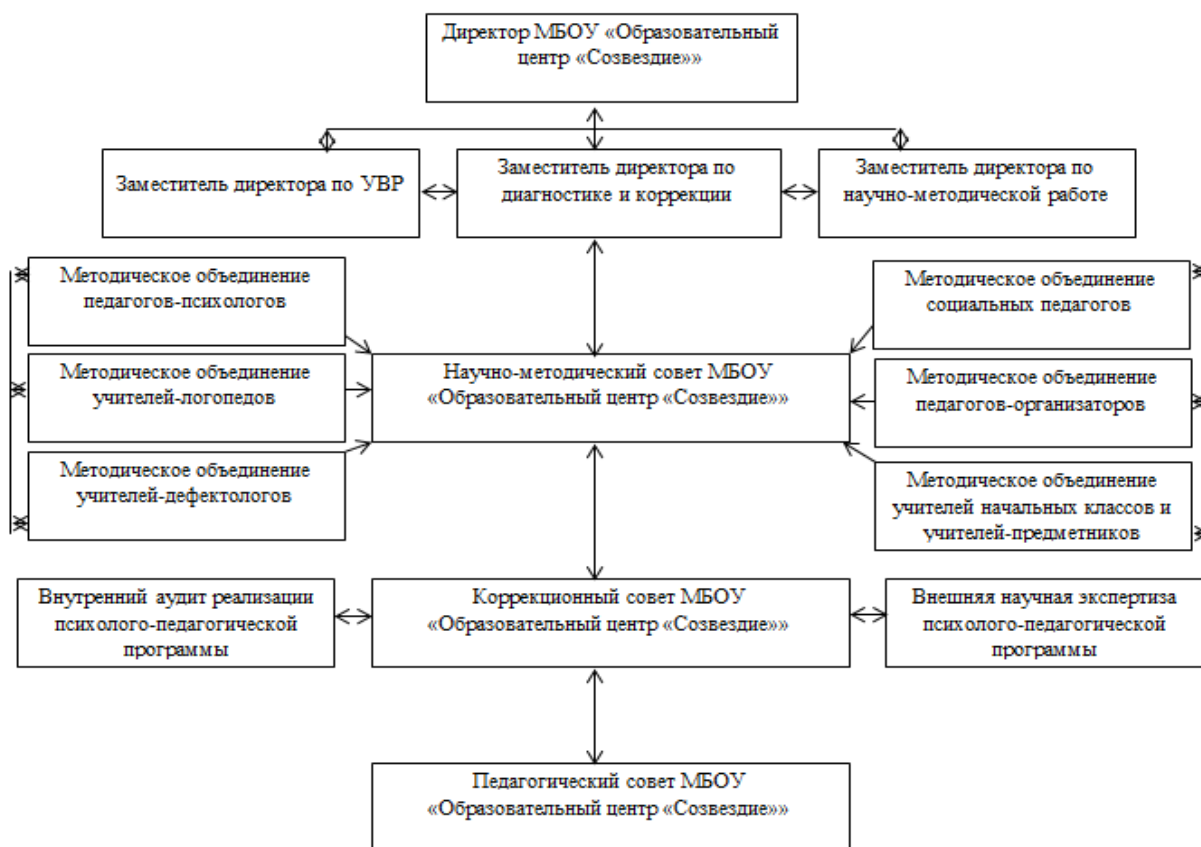 Директор МБОУ «Образовательный
центр «Созвездие»»
Заместитель директора по УВР
Заместитель директора по
диагностике и коррекции
Заместитель директора по
научно-методической работе
Методическое объединение
педагогов-психологов
Методическое объединение
социальных педагогов
Методическое объединение
учителей-логопедов
Научно-методический совет МБОУ
«Образовательный центр «Созвездие»»
Методическое объединение
педагогов-организаторов
Методическое объединение
учителей-дефектологов
Методическое объединение
учителей начальных классов и
учителей-предметников
Внутренний аудит реализации
психолого-педагогической
программы
Коррекционный совет МБОУ
«Образовательный центр «Созвездие»»
Внешняя научная экспертиза
психолого-педагогической
программы
Педагогический совет МБОУ
«Образовательный центр «Созвездие»»